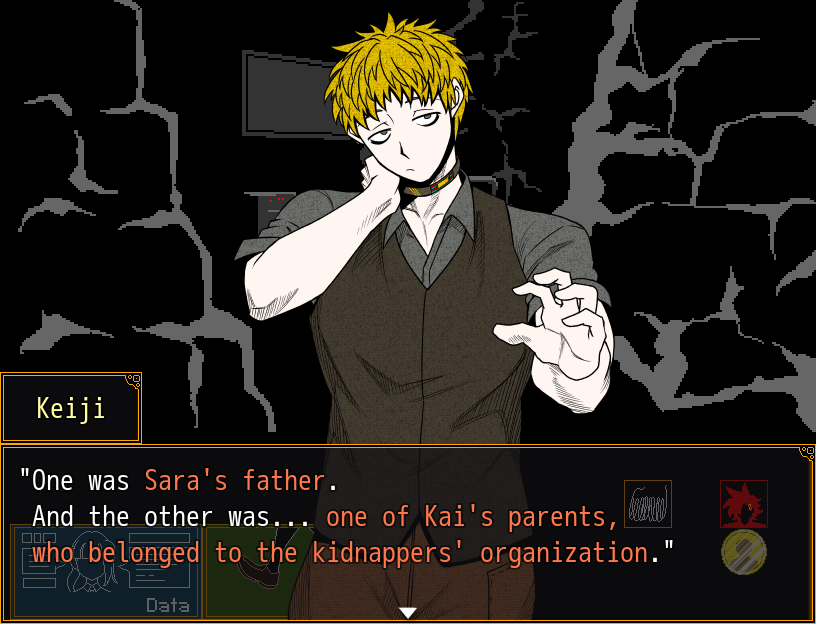 Keiji
"One was Sara's father.
And the other was... one of Kai's parents,
who belonged to the kidnappers' organization."
Data